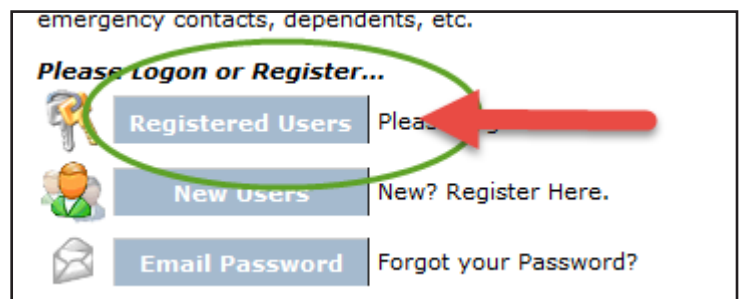 emergency contacts, dependents, etc.
Please Logon or Register...
Registered Users
New Users New? Register Here.
Email Password Forgot your Password?